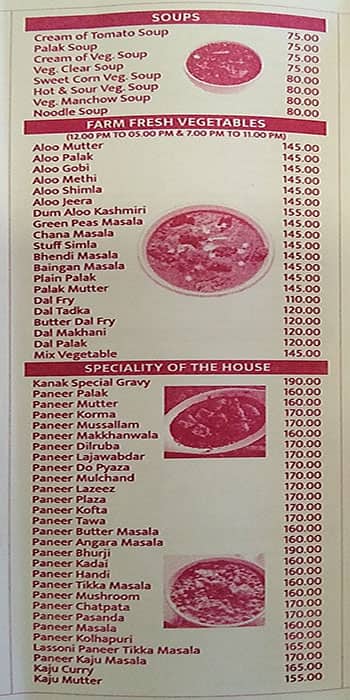 SOUPS
Cream of Tomato Soup 75.00
Palak Soup 75.00
Cream of Veg. Soup 75.00
Veg. Clear Soup 75.00
Sweet Corn Veg. Soup 80.00
Hot & Sour Veg. Soup 80.00
Veg. Manchow Soup 80.00
Noodle Soup 80.00
FARM FRESH VEGETABLES
(12.00 PM TO 05.00 PM & 7.00 PM TO 11.00 PM)
Aloo Mutter 145.00
Aloo Palak 145.00
Aloo Gobi 145.00
Aloo Methi 145.00
Aloo Shimla 145.00
Aloo Jeera 145.00
Dum Aloo Kashmiri 155.00
Green Peas Masala 145.00
Chana Masala 145.00
Stuff Simla 145.00
Bhendi Masala 145.00
Baingan Masala 145.00
Plain Palak 145.00
Palak Mutter 145.00
Dal Fry 110.00
Dal Tadka 120.00
Butter Dal Fry 120.00
Dal Makhani 120.00
Dal Palak 120.00
Mix Vegetable 145.00
SPECIALITY OF THE HOUSE
Kanak Special Gravy 190.00
Paneer Palak 160.00
Paneer Mutter 160.00
Paneer Korma 170.00
Paneer Mussallam 170.00
Paneer Makkhanwala 160.00
Paneer Dilruba 170.00
Paneer Lajawabdar 170.00
Paneer Do Pyaza 170.00
Paneer Mulchand 170.00
Paneer Lazeez 170.00
Paneer Plaza 170.00
Paneer Kofta 170.00
Paneer Tawa 170.00
Paneer Butter Masala 160.00
Paneer Angara Masala 160.00
Paneer Bhurji 190.00
Paneer Kadai 160.00
Paneer Handi 160.00
Paneer Tikka Masala 160.00
Paneer Mushroom 160.00
Paneer Chatpata 170.00
Paneer Pasanda 170.00
Paneer Masala 160.00
Paneer Kolhapuri 160.00
Lassoni Paneer Tikka Masala 165.00
Paneer Kaju Masala 170.00
Kaju Curry 165.00
Kaju Mutter 155.00